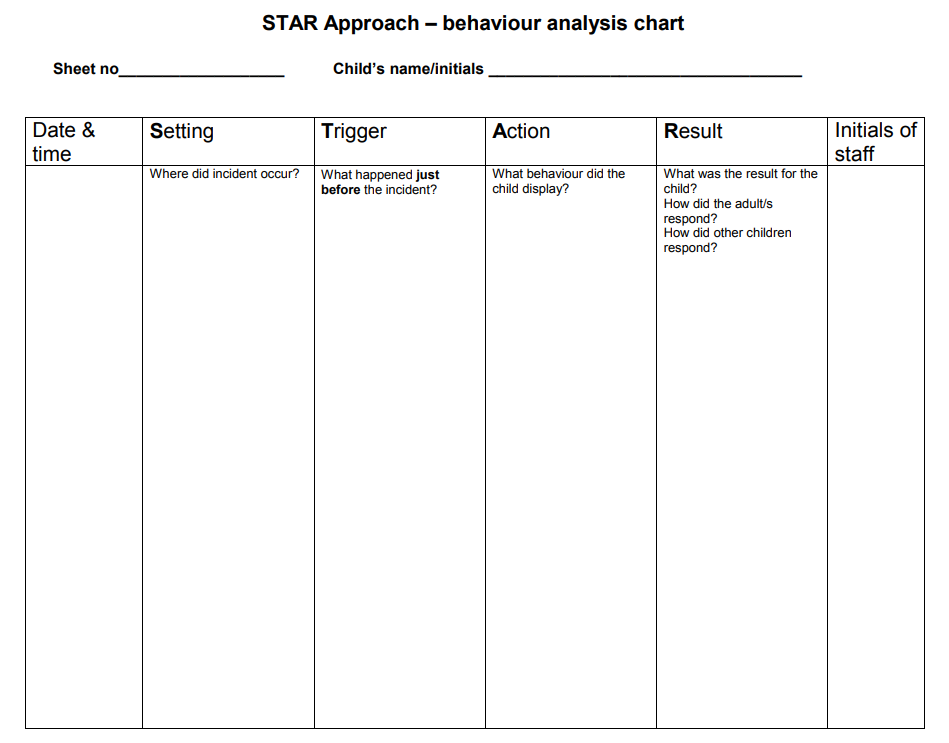 STAR Approach – behaviour analysis chart
Sheet no___________________ Child's name/initials ____________________________________
Date & time
Setting
Trigger
Action
Result
Initials of staff
Where did incident occur?
What happened just
before the incident?
What behaviour did the
child display?
What was the result for the
child?
How did the adult/s
respond?
How did other children
respond?